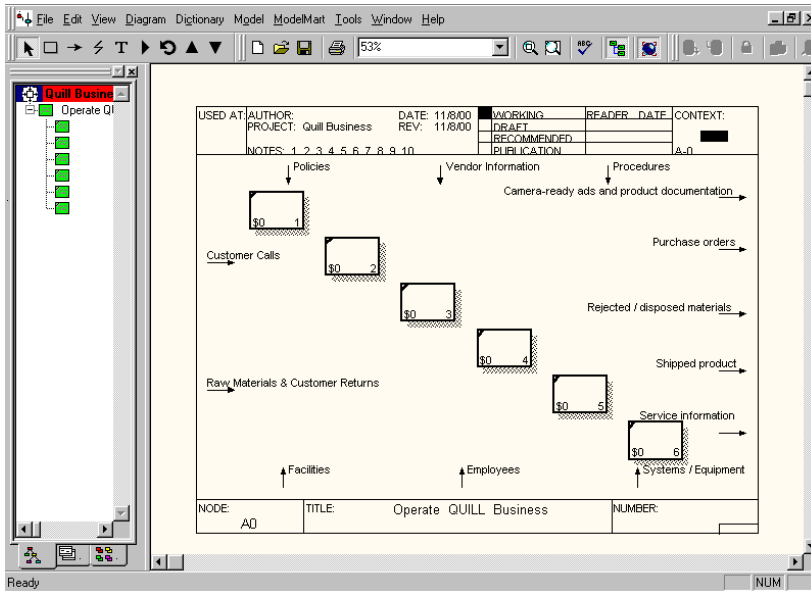 File Edit View Diagram Dictionary Model ModelMart Tools Window Help
T 53% ABC
Quill Busine
Operate Ql
USED AT: AUTHOR: DATE: 11/8/00 WORKING READER DATE CONTEXT:
PROJECT: Quill Business REV: 11/8/00 DRAFT
RECOMMENDED
NOTES: 1 2 3 4 5 6 7 8 9 10 PUBLICATION A-0
Policies Vendor Information Procedures
Camera-ready ads and product documentation
$0 1
Purchase orders
Customer Calls
$0 2
Rejected / disposed materials
$0 3
Shipped product
$0 4
Raw Materials & Customer Returns
$0 5
Service information
$0 6
Facilities Employees Systems / Equipment
NODE: TITLE: Operate QUILL Business NUMBER:
A0
Ready NUM